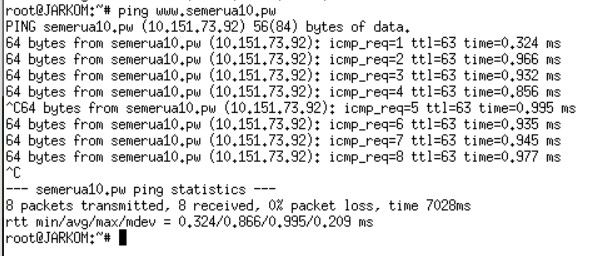 root@JARKOM:~# ping www.semerua10.pw
PING semerua10.pw (10.151.73.92) 56(84) bytes of data.
64 bytes from semerua10.pw (10.151.73.92): icmp_req=1 ttl=63 time=0.324 ms
64 bytes from semerua10.pw (10.151.73.92): icmp_req=2 ttl=63 time=0.966 ms
64 bytes from semerua10.pw (10.151.73.92): icmp_req=3 ttl=63 time=0.932 ms
64 bytes from semerua10.pw (10.151.73.92): icmp_req=4 ttl=63 time=0.856 ms
^C64 bytes from semerua10.pw (10.151.73.92): icmp_req=5 ttl=63 time=0.995 ms
64 bytes from semerua10.pw (10.151.73.92): icmp_req=6 ttl=63 time=0.935 ms
64 bytes from semerua10.pw (10.151.73.92): icmp_req=7 ttl=63 time=0.945 ms
64 bytes from semerua10.pw (10.151.73.92): icmp_req=8 ttl=63 time=0.977 ms
^C
--- semerua10.pw ping statistics ---
8 packets transmitted, 8 received, 0% packet loss, time 7028ms
rtt min/avg/max/mdev = 0.324/0.866/0.995/0.209 ms
root@JARKOM:~#